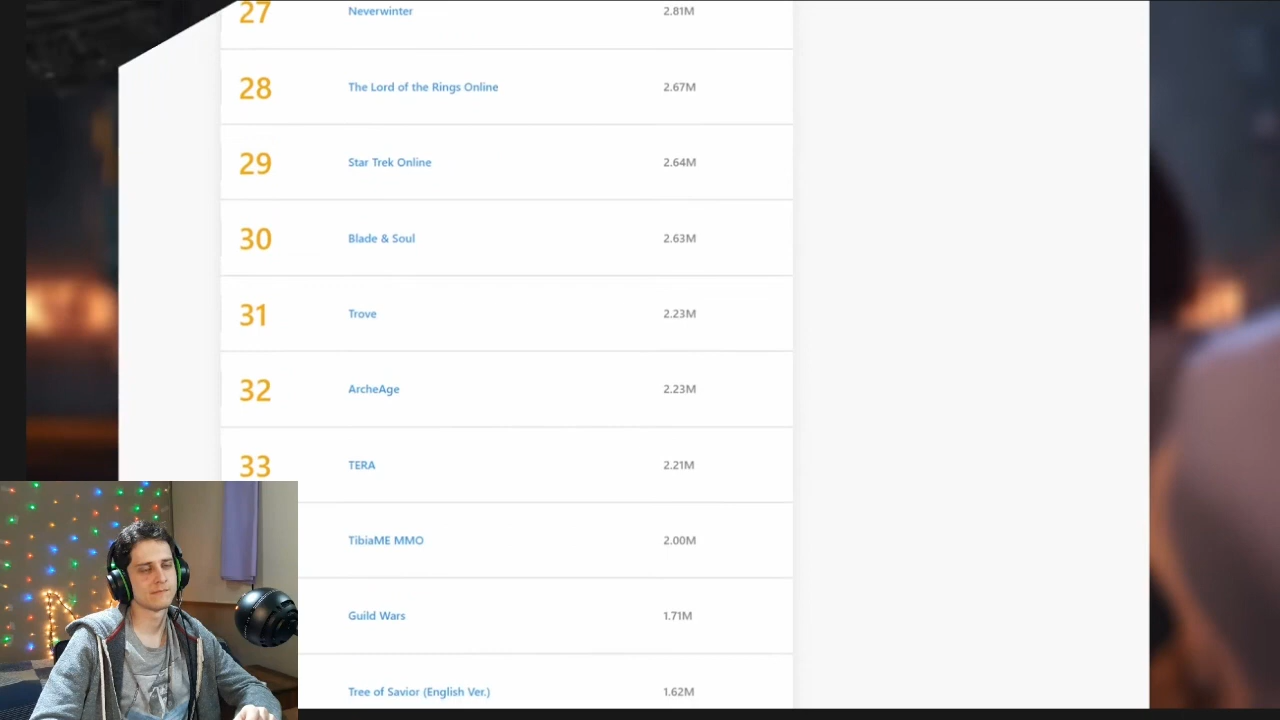 27 Neverwinter 2.81M
28 The Lord of the Rings Online 2.67M
29 Star Trek Online 2.64M
30 Blade & Soul 2.63M
31 Trove 2.23M
32 ArcheAge 2.23M
33 TERA 2.21M
TibiaME MMO 2.00M
Guild Wars 1.71M
Tree of Savior (English Ver.) 1.62M